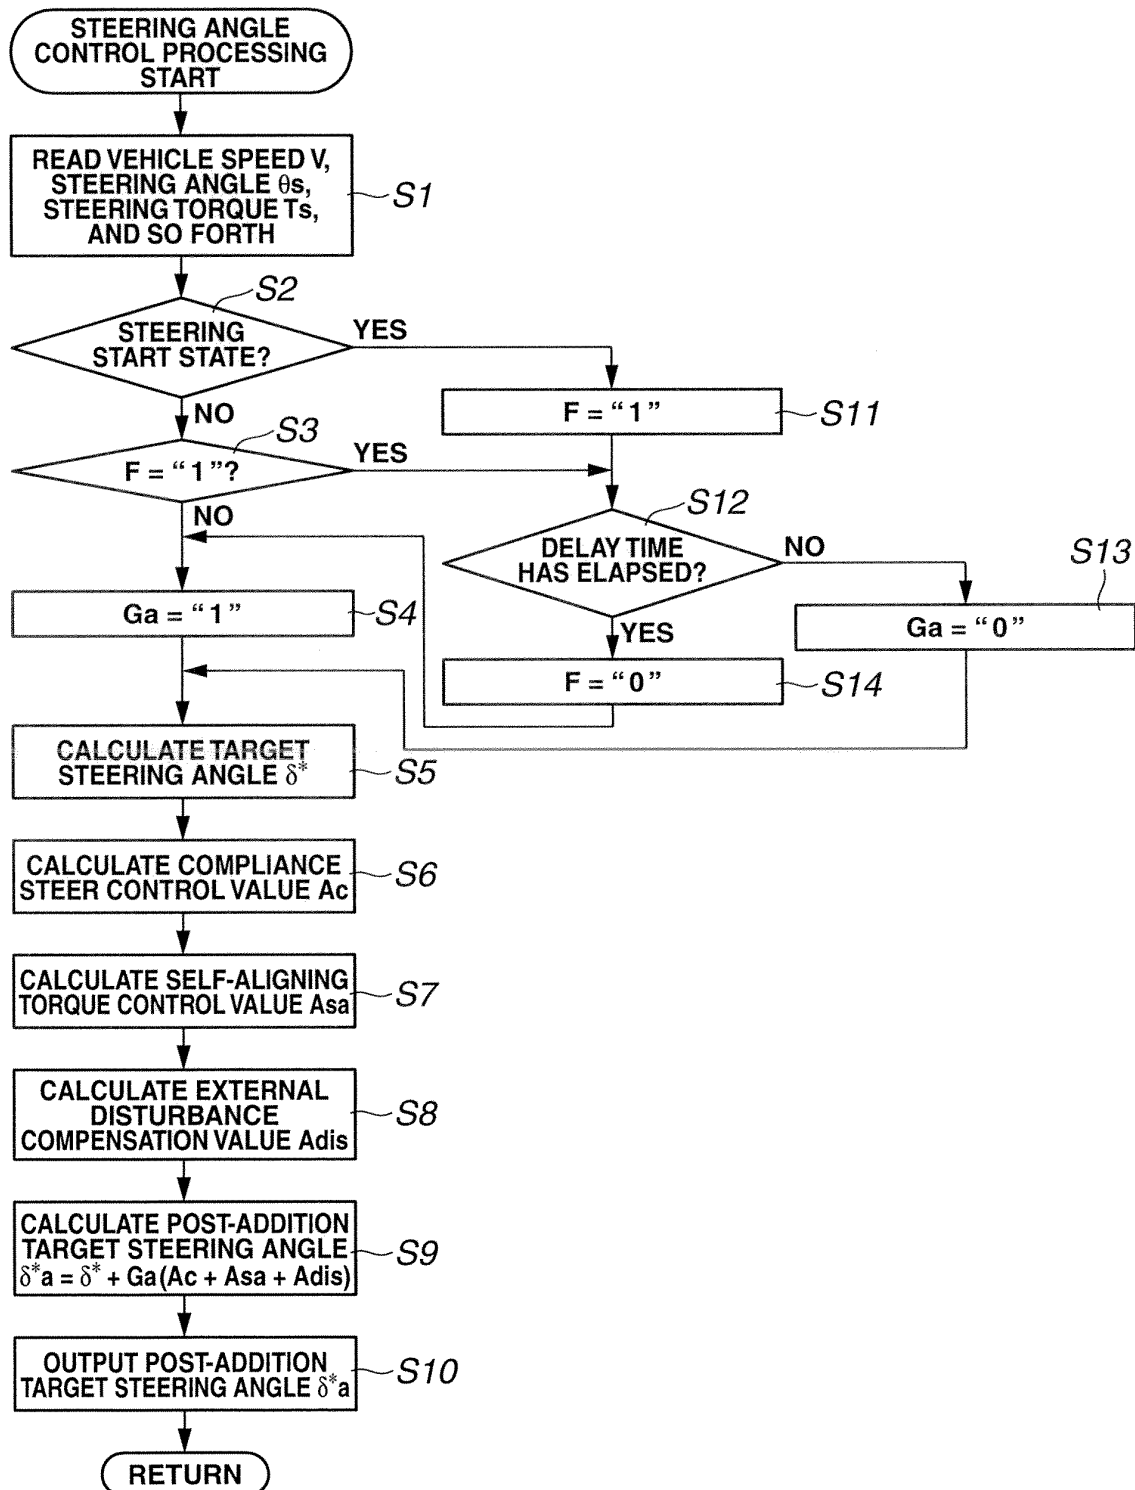 STEERING ANGLE
CONTROL PROCESSING
START
READ VEHICLE SPEED V,
STEERING ANGLE θs,
STEERING TORQUE Ts,
AND SO FORTH
S1
S2
STEERING
START STATE?
YES
NO
F = “1”
S11
S3
F = “1”?
YES
NO
S12
DELAY TIME
HAS ELAPSED?
NO
YES
S13
Ga = “0”
Ga = “1”
S4
F = “0”
S14
CALCULATE TARGET
STEERING ANGLE δ*
S5
CALCULATE COMPLIANCE
STEER CONTROL VALUE Ac
S6
CALCULATE SELF-ALIGNING
TORQUE CONTROL VALUE Asa
S7
CALCULATE EXTERNAL
DISTURBANCE
COMPENSATION VALUE Adis
S8
CALCULATE POST-ADDITION
TARGET STEERING ANGLE
δ*a = δ* + Ga(Ac + Asa + Adis)
S9
OUTPUT POST-ADDITION
TARGET STEERING ANGLE δ*a
S10
RETURN